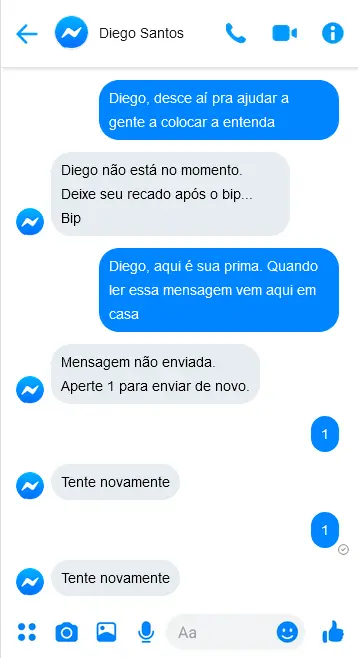 Diego Santos
Diego, desce aí pra ajudar a
gente a colocar a entenda
Diego não está no momento.
Deixe seu recado após o bip...
Bip
Diego, aqui é sua prima. Quando
ler essa mensagem vem aqui em
casa
Mensagem não enviada.
Aperte 1 para enviar de novo.
1
Tente novamente
1
Tente novamente
Aa